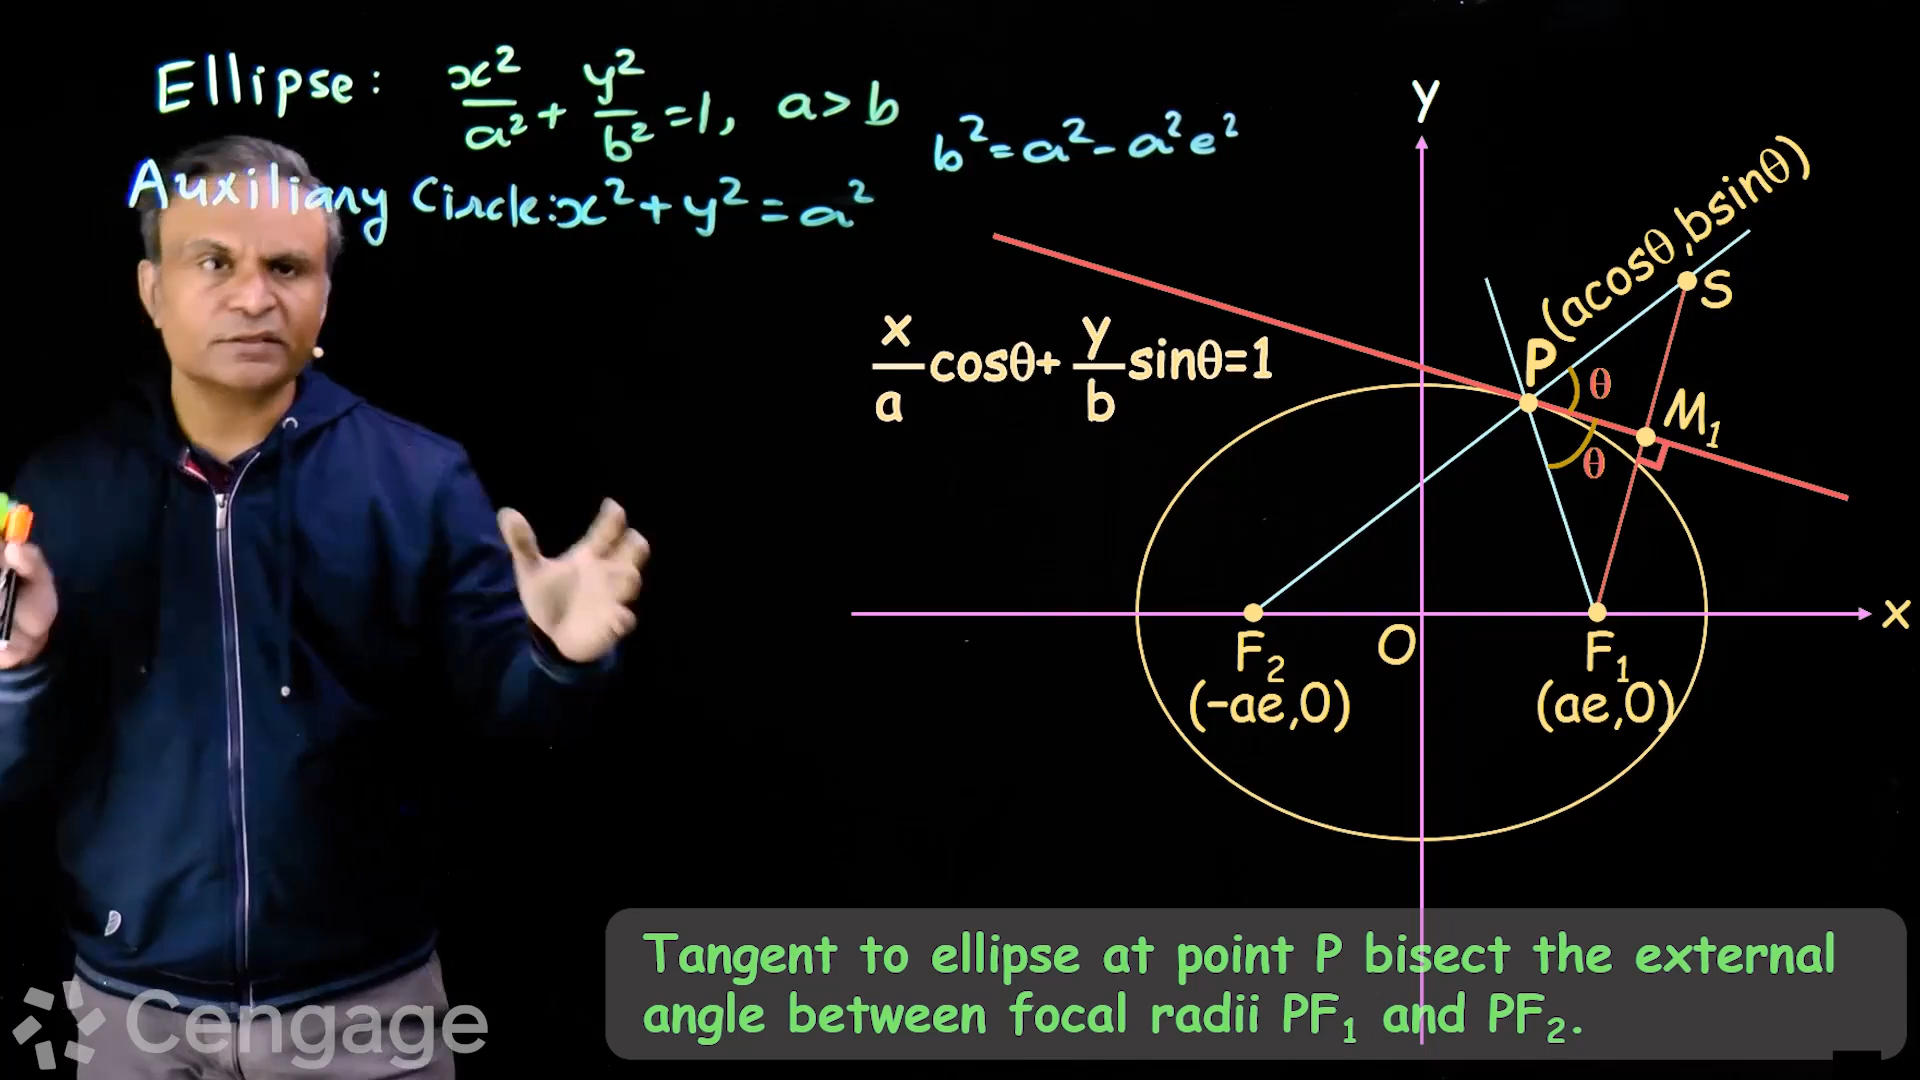 Ellipse: x²/a² + y²/b² = 1, a > b
b² = a² - a²e²
Auxiliary Circle: x² + y² = a²
y
(acosθ, bsinθ)
S
P
x/a cosθ + y/b sinθ = 1
θ
M₁
θ
x
O
F₂
F₁
(-ae,0)
(ae,0)
Tangent to ellipse at point P bisect the external
angle between focal radii PF₁ and PF₂.
Cengage